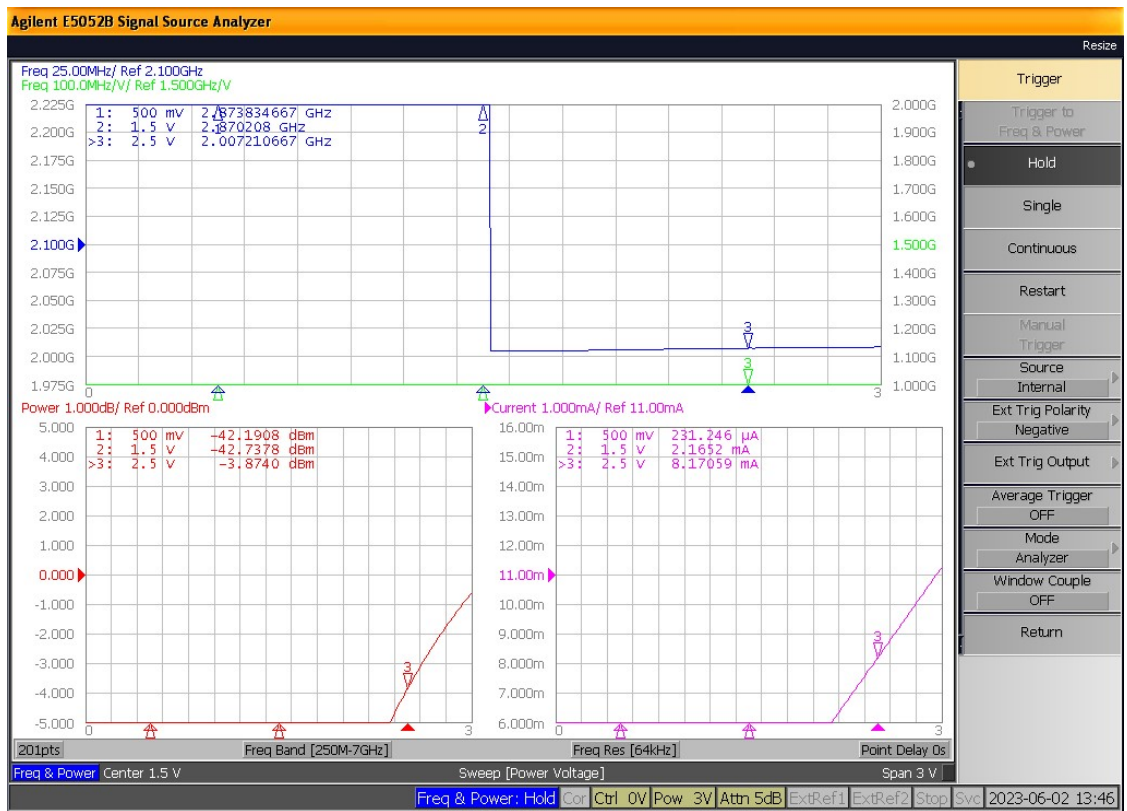 Agilent E5052B Signal Source Analyzer
Resize
Freq 25.00MHz/ Ref 2.100GHz
Freq 100.0MHz/V/ Ref 1.500GHz/V
2.225G
2.200G
2.175G
2.150G
2.125G
2.100G
2.075G
2.050G
2.025G
2.000G
1.975G
1: 500 mV 2.873834667 GHz
2: 1.5 V 2.870208 GHz
>3: 2.5 V 2.007210667 GHz
1
2
3
3
0
3
2.000G
1.900G
1.800G
1.700G
1.600G
1.500G
1.400G
1.300G
1.200G
1.100G
1.000G
Power 1.000dB/ Ref 0.000dBm
5.000
4.000
3.000
2.000
1.000
0.000
-1.000
-2.000
-3.000
-4.000
-5.000
1: 500 mV -42.1908 dBm
2: 1.5 V -42.7378 dBm
>3: 2.5 V -3.8740 dBm
3
0
3
Current 1.000mA/ Ref 11.00mA
16.00m
15.00m
14.00m
13.00m
12.00m
11.00m
10.00m
9.000m
8.000m
7.000m
6.000m
1: 500 mV 231.246 µA
2: 1.5 V 2.1652 mA
>3: 2.5 V 8.17059 mA
3
0
3
201pts
Freq Band [250M-7GHz]
Freq Res [64kHz]
Point Delay 0s
Freq & Power Center 1.5 V
Sweep [Power Voltage]
Span 3 V
Trigger
Trigger to
Freq & Power
Hold
Single
Continuous
Restart
Manual
Trigger
Source
Internal
Ext Trig Polarity
Negative
Ext Trig Output
Average Trigger
OFF
Mode
Analyzer
Window Couple
OFF
Return
Freq & Power: Hold Cor Ctrl 0V Pow 3V Attn 5dB ExtRef1 ExtRef2 Stop Svc 2023-06-02 13:46